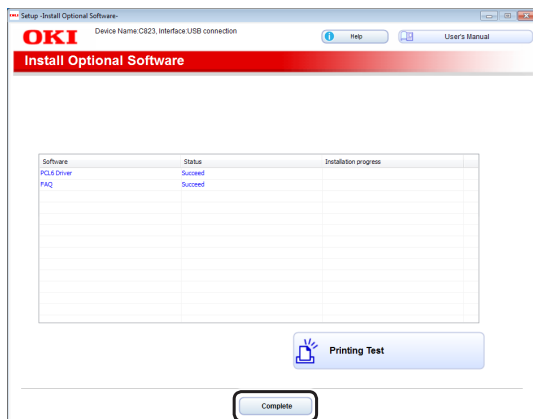 OKI Setup -Install Optional Software-
OKI Device Name:C823, Interface:USB connection Help User's Manual
Install Optional Software
Software Status Installation progress
PCL6 Driver Succeed
FAQ Succeed
Printing Test
Complete